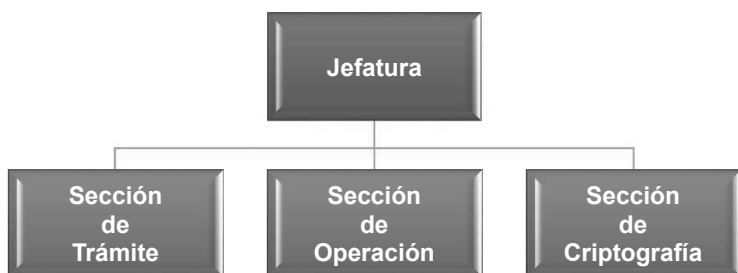 Jefatura
Sección
de
Trámite
Sección
de
Operación
Sección
de
Criptografía